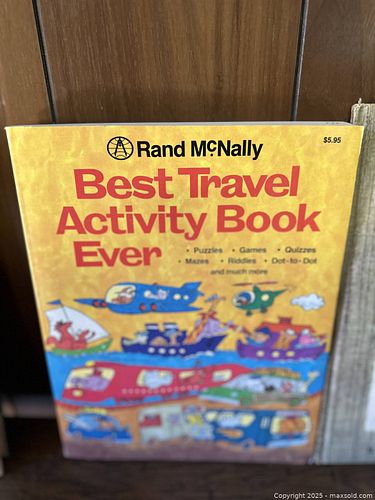 Rand McNally
$5.95
Best Travel
Activity Book
Ever
• Puzzles • Games • Quizzes
• Mazes • Riddles • Dot-to-Dot
and much more
Copyright 2025 - maxsold.com